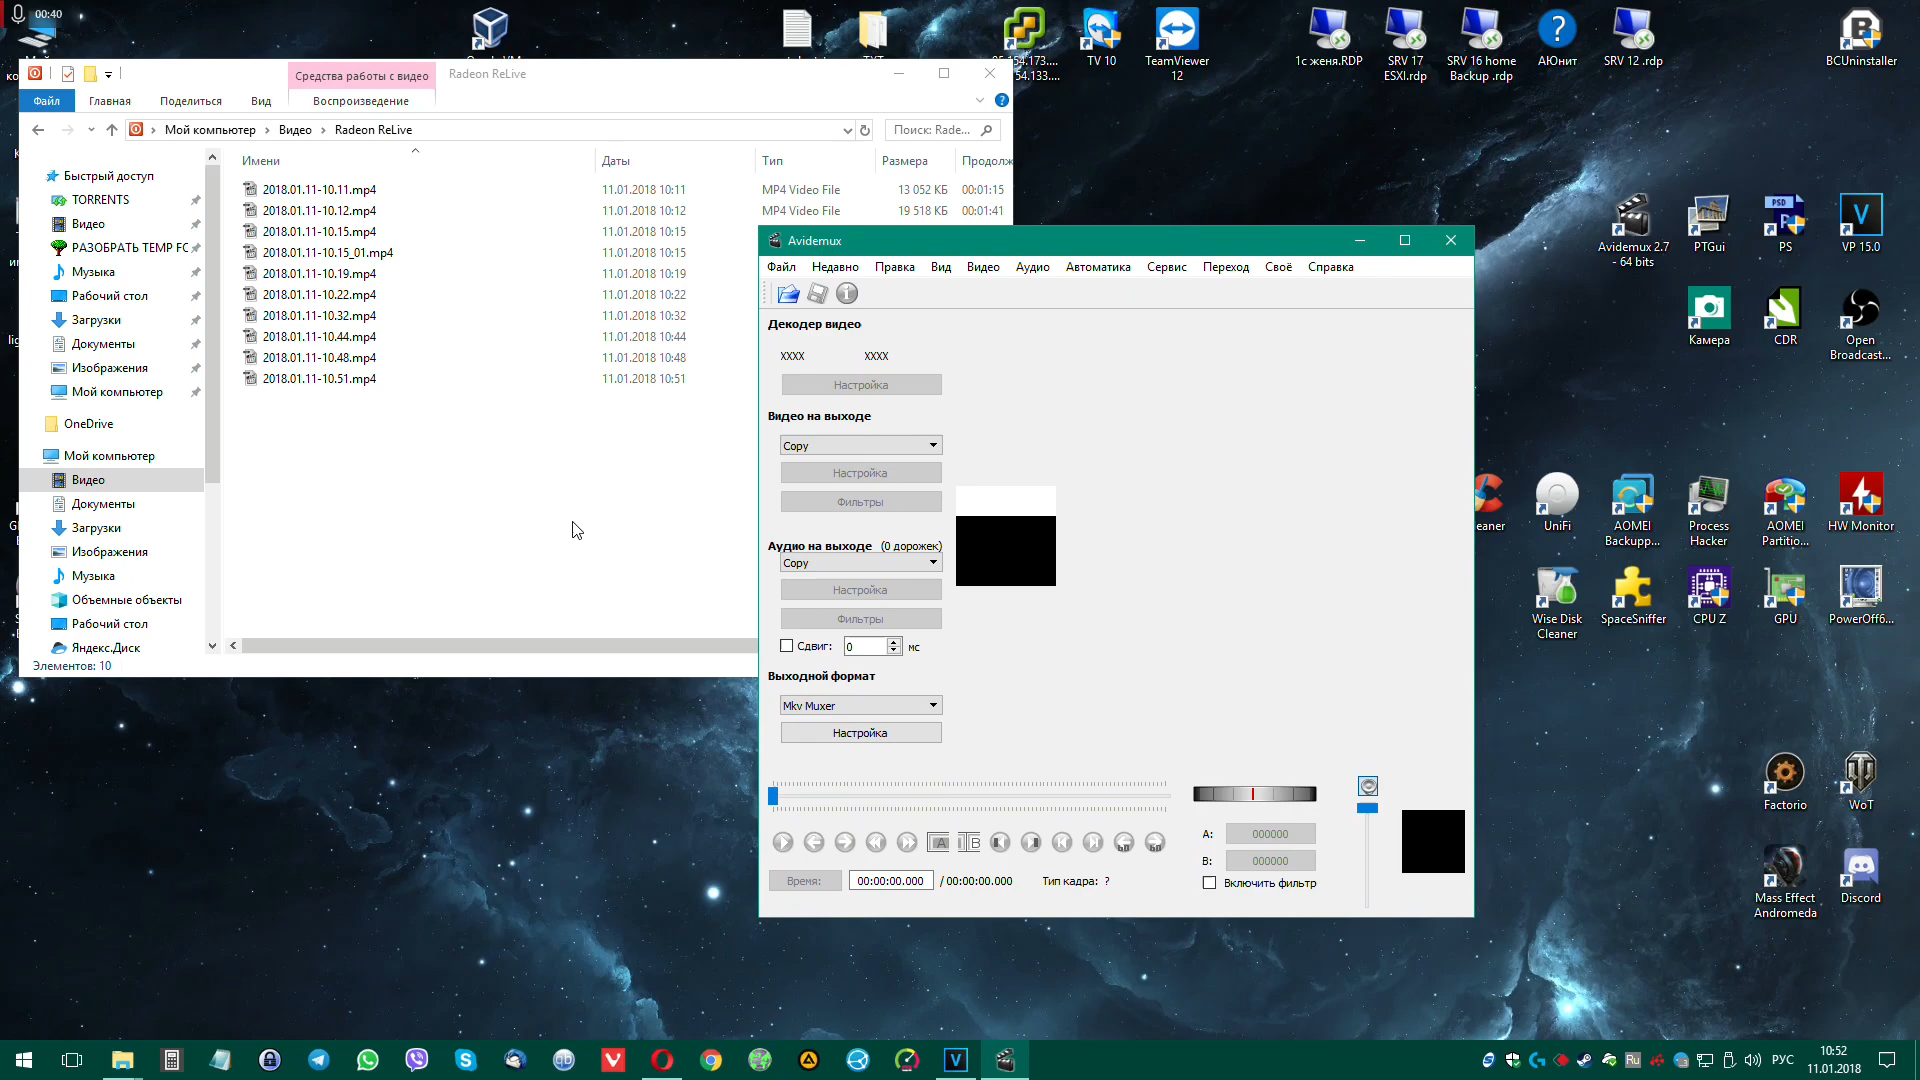 00:40
95.154.173....
54.133....
TV 10
TeamViewer
12
1с женя.RDP
SRV 17
ESXI.rdp
SRV 16 home
Backup .rdp
АЮнит
SRV 12 .rdp
BCUninstaller
Средства работы с видео
Radeon ReLive
Файл
Главная
Поделиться
Вид
Воспроизведение
Мой компьютер
Видео
Radeon ReLive
Поиск: Rade...
Имени
Даты
Тип
Размера
Продолж
Быстрый доступ
TORRENTS
Видео
РАЗОБРАТЬ TEMP FC
Музыка
Рабочий стол
Загрузки
Документы
Изображения
Мой компьютер
OneDrive
Мой компьютер
Видео
Документы
Загрузки
Изображения
Музыка
Объемные объекты
Рабочий стол
Яндекс.Диск
2018.01.11-10.11.mp4 11.01.2018 10:11 MP4 Video File 13 052 КБ 00:01:15
2018.01.11-10.12.mp4 11.01.2018 10:12 MP4 Video File 19 518 КБ 00:01:41
2018.01.11-10.15.mp4 11.01.2018 10:15
2018.01.11-10.15_01.mp4 11.01.2018 10:15
2018.01.11-10.19.mp4 11.01.2018 10:19
2018.01.11-10.22.mp4 11.01.2018 10:22
2018.01.11-10.32.mp4 11.01.2018 10:32
2018.01.11-10.44.mp4 11.01.2018 10:44
2018.01.11-10.48.mp4 11.01.2018 10:48
2018.01.11-10.51.mp4 11.01.2018 10:51
Элементов: 10
Avidemux
Файл Недавно Правка Вид Видео Аудио Автоматика Сервис Переход Своё Справка
Декодер видео
XXXX XXXX
Настройка
Видео на выходе
Copy
Настройка
Фильтры
Аудио на выходе (0 дорожек)
Copy
Настройка
Фильтры
Сдвиг: 0 мс
Выходной формат
Mkv Muxer
Настройка
A B
60 60
Время: 00:00:00.000 / 00:00:00.000 Тип кадра: ?
A: 000000
B: 000000
Включить фильтр
Avidemux 2.7
- 64 bits
PTGui
PSD
PS
V
VP 15.0
Камера
CDR
Open
Broadcast...
eaner
UniFi
AOMEI
Backupp...
Process
Hacker
AOMEI
Partitio...
HW Monitor
Wise Disk
Cleaner
SpaceSniffer
CPU Z
GPU
PowerOff6...
Factorio
WoT
Mass Effect
Andromeda
Discord
Ru
РУС
10:52
11.01.2018